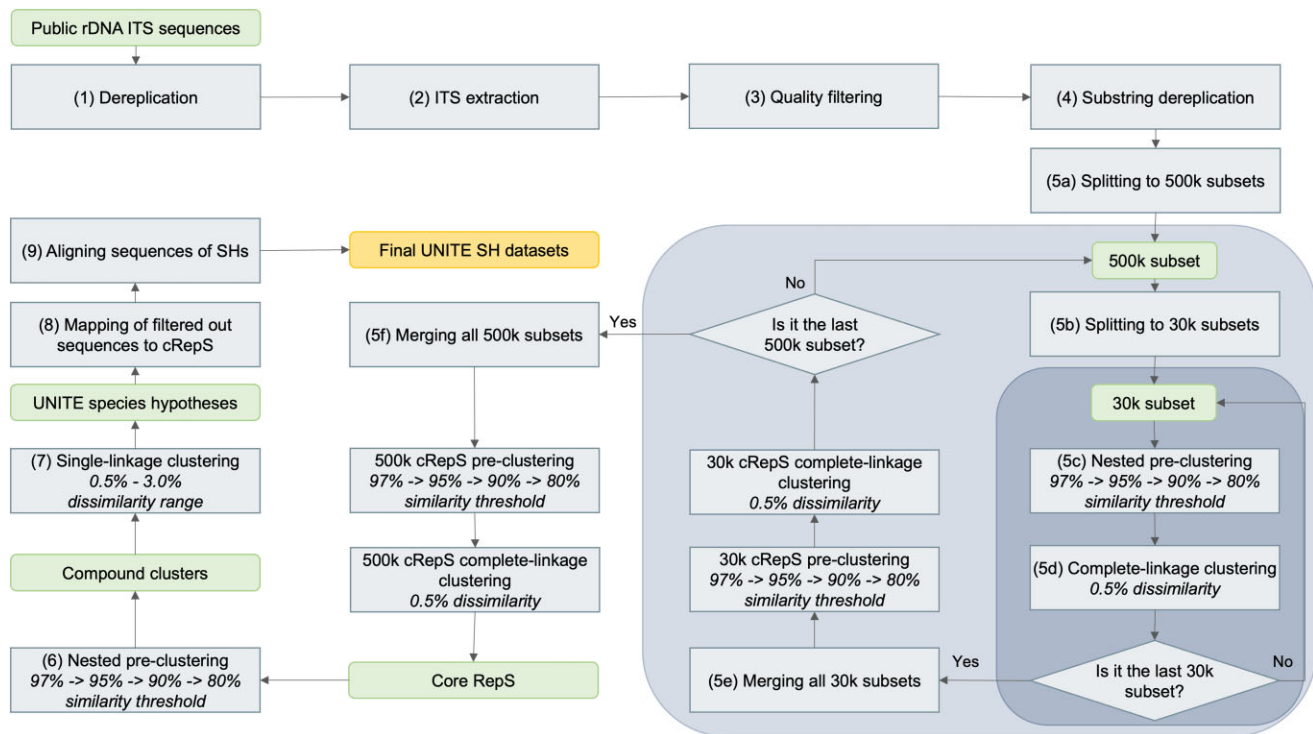 Public rDNA ITS sequences
(1) Dereplication
(2) ITS extraction
(3) Quality filtering
(4) Substring dereplication
(5a) Splitting to 500k subsets
500k subset
(5b) Splitting to 30k subsets
30k subset
(5c) Nested pre-clustering
97% -> 95% -> 90% -> 80%
similarity threshold
(5d) Complete-linkage clustering
0.5% dissimilarity
Is it the last 30k
subset?
No
Yes
(5e) Merging all 30k subsets
30k cRepS pre-clustering
97% -> 95% -> 90% -> 80%
similarity threshold
30k cRepS complete-linkage
clustering
0.5% dissimilarity
Is it the last
500k subset?
No
Yes
(5f) Merging all 500k subsets
500k cRepS pre-clustering
97% -> 95% -> 90% -> 80%
similarity threshold
500k cRepS complete-linkage
clustering
0.5% dissimilarity
Core RepS
(6) Nested pre-clustering
97% -> 95% -> 90% -> 80%
similarity threshold
Compound clusters
(7) Single-linkage clustering
0.5% - 3.0%
dissimilarity range
UNITE species hypotheses
(8) Mapping of filtered out
sequences to cRepS
(9) Aligning sequences of SHs
Final UNITE SH datasets